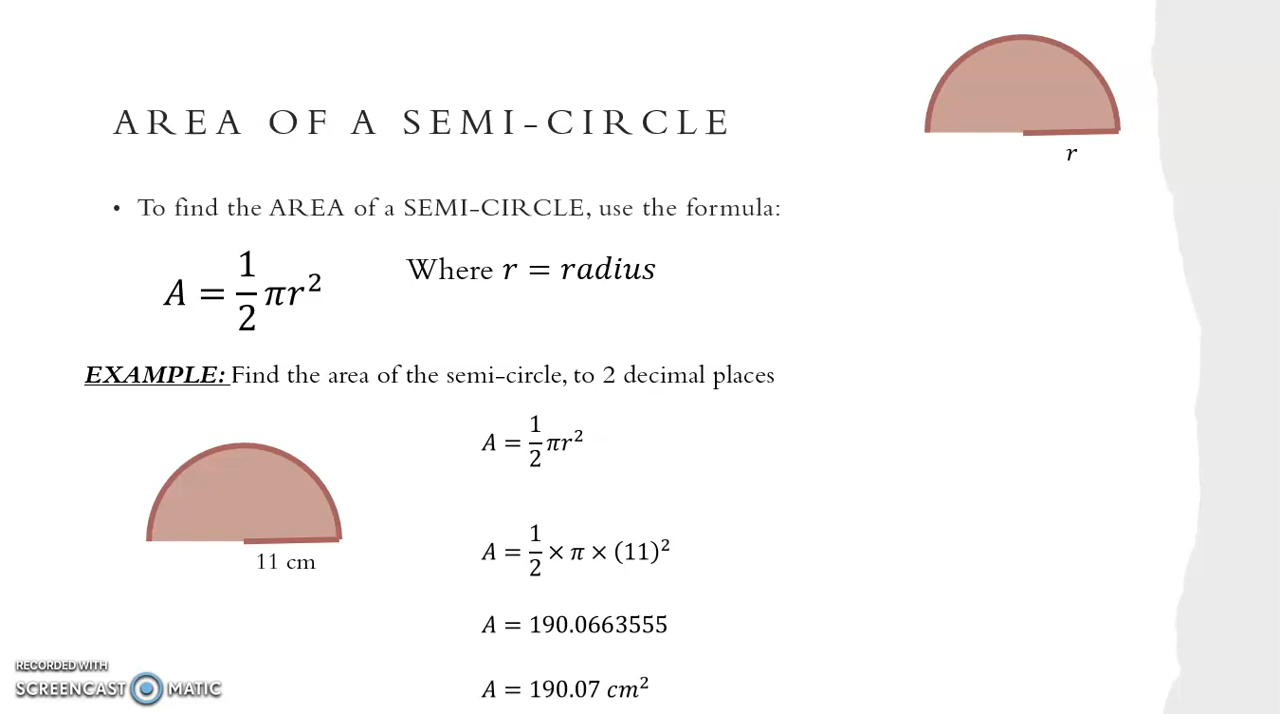 AREA OF A SEMI-CIRCLE
r
• To find the AREA of a SEMI-CIRCLE, use the formula:
A = 1/2 πr²
Where r = radius
EXAMPLE: Find the area of the semi-circle, to 2 decimal places
A = 1/2 πr²
11 cm
A = 1/2 × π × (11)²
A = 190.0663555
A = 190.07 cm²
RECORDED WITH
SCREENCAST MATIC